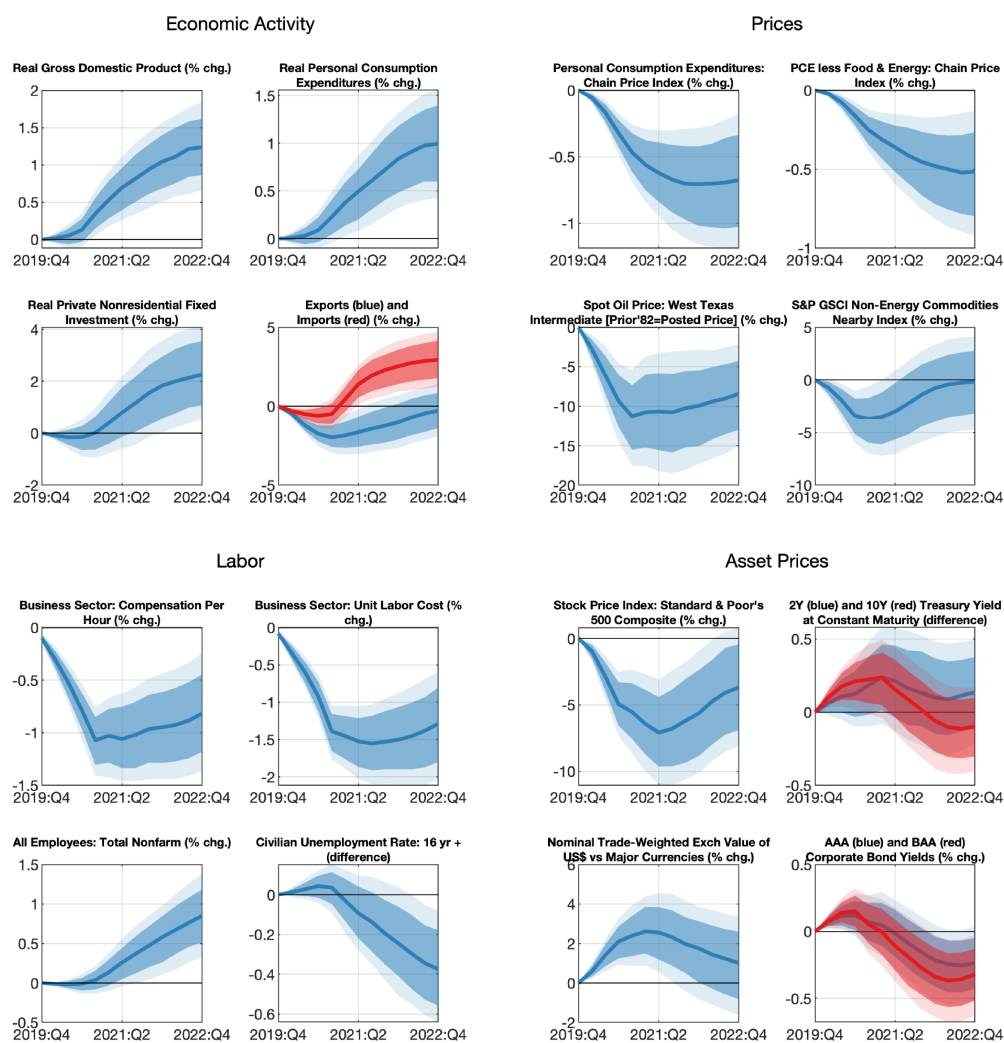 Economic Activity
Real Gross Domestic Product (% chg.)
2
1.5
1
0.5
0
2019:Q4 2021:Q2 2022:Q4
Real Personal Consumption
Expenditures (% chg.)
1.5
1
0.5
0
2019:Q4 2021:Q2 2022:Q4
Real Private Nonresidential Fixed
Investment (% chg.)
4
2
0
-2
2019:Q4 2021:Q2 2022:Q4
Exports (blue) and
Imports (red) (% chg.)
5
0
-5
2019:Q4 2021:Q2 2022:Q4
Prices
Personal Consumption Expenditures:
Chain Price Index (% chg.)
0
-0.5
-1
2019:Q4 2021:Q2 2022:Q4
PCE less Food & Energy: Chain Price
Index (% chg.)
0
-0.5
-1
2019:Q4 2021:Q2 2022:Q4
Spot Oil Price: West Texas
Intermediate [Prior'82=Posted Price] (% chg.)
0
-5
-10
-15
-20
2019:Q4 2021:Q2 2022:Q4
S&P GSCI Non-Energy Commodities
Nearby Index (% chg.)
5
0
-5
-10
2019:Q4 2021:Q2 2022:Q4
Labor
Business Sector: Compensation Per
Hour (% chg.)
0
-0.5
-1
-1.5
2019:Q4 2021:Q2 2022:Q4
Business Sector: Unit Labor Cost (%
chg.)
0
-0.5
-1
-1.5
-2
2019:Q4 2021:Q2 2022:Q4
All Employees: Total Nonfarm (% chg.)
1.5
1
0.5
0
-0.5
2019:Q4 2021:Q2 2022:Q4
Civilian Unemployment Rate: 16 yr +
(difference)
0
-0.2
-0.4
-0.6
2019:Q4 2021:Q2 2022:Q4
Asset Prices
Stock Price Index: Standard & Poor's
500 Composite (% chg.)
0
-5
-10
2019:Q4 2021:Q2 2022:Q4
2Y (blue) and 10Y (red) Treasury Yield
at Constant Maturity (difference)
0.5
0
-0.5
2019:Q4 2021:Q2 2022:Q4
Nominal Trade-Weighted Exch Value of
US$ vs Major Currencies (% chg.)
6
4
2
0
-2
2019:Q4 2021:Q2 2022:Q4
AAA (blue) and BAA (red)
Corporate Bond Yields (% chg.)
0.5
0
-0.5
2019:Q4 2021:Q2 2022:Q4